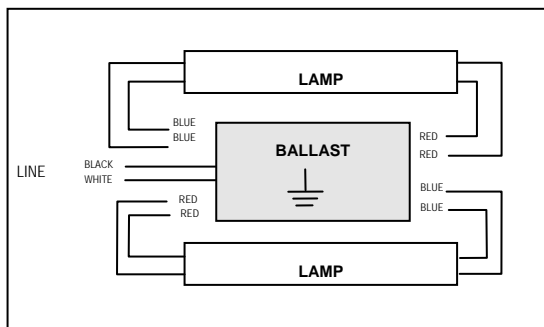 LAMP
BLUE
BLUE
BALLAST
RED
RED
LINE
BLACK
WHITE
RED
RED
BLUE
BLUE
LAMP